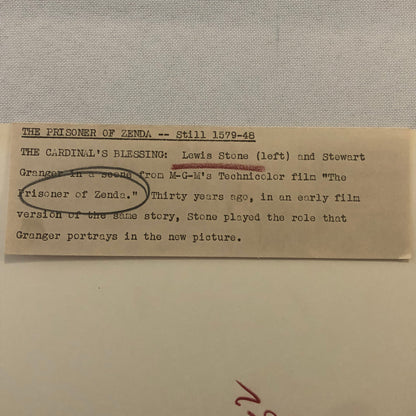 THE PRISONER OF ZENDA -- Still 1579-48
THE CARDINAL'S BLESSING: Lewis Stone (left) and Stewart
Granger in a scene from M-G-M's Technicolor film "The
Prisoner of Zenda." Thirty years ago, in an early film
version of the same story, Stone played the role that
Granger portrays in the new picture.